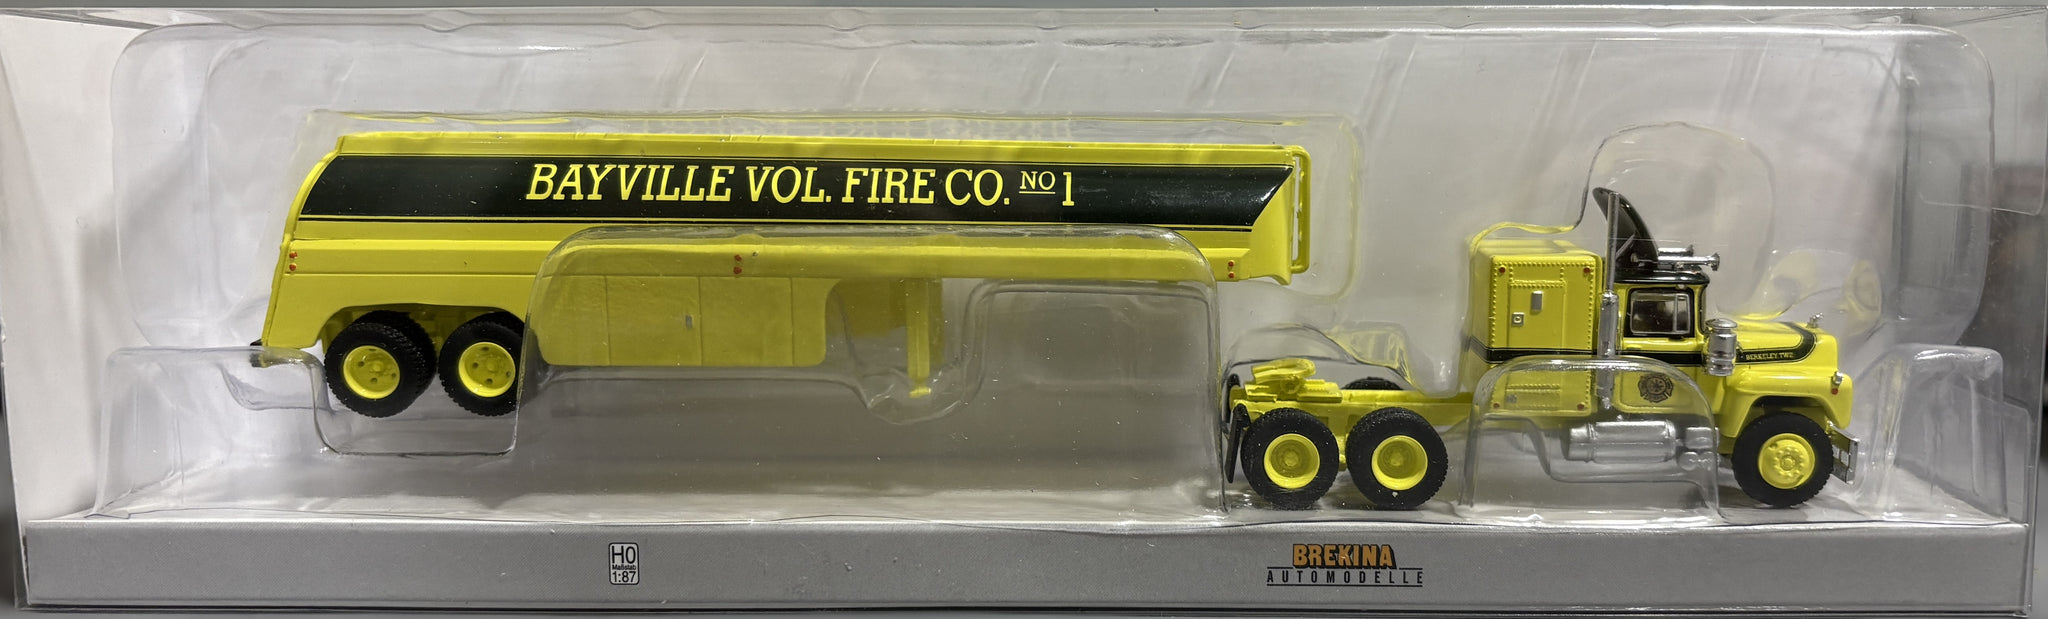 BAYVILLE VOL. FIRE CO. NO 1
BERKELEY TWP.
H0
Maßstab
1:87
BREKINA
AUTOMODELLE